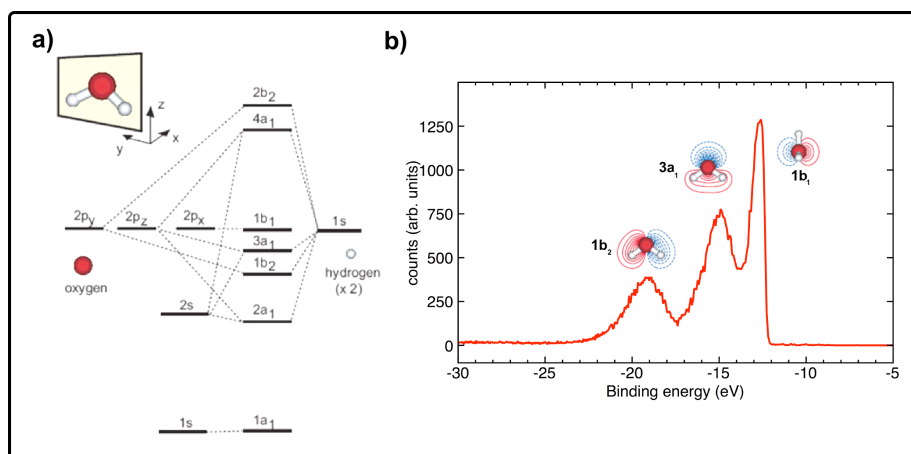 a)
z
y
x
2b2
4a1
2py
2pz
2px
1b1
1s
3a1
1b2
oxygen
hydrogen
(x 2)
2s
2a1
1s
1a1
b)
1250
1000
750
500
250
0
counts (arb. units)
3a1
1b1
1b2
-30
-25
-20
-15
-10
-5
Binding energy (eV)